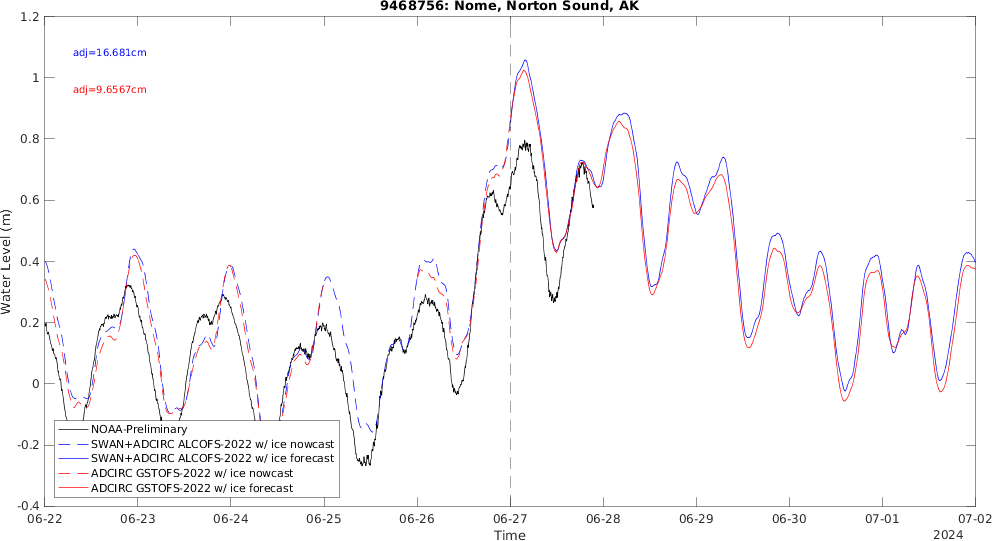 9468756: Nome, Norton Sound, AK
adj=16.681cm
adj=9.6567cm
Water Level (m)
1.2
1
0.8
0.6
0.4
0.2
0
-0.2
-0.4
NOAA-Preliminary
SWAN+ADCIRC ALCOFS-2022 w/ ice nowcast
SWAN+ADCIRC ALCOFS-2022 w/ ice forecast
ADCIRC GSTOFS-2022 w/ ice nowcast
ADCIRC GSTOFS-2022 w/ ice forecast
06-22 06-23 06-24 06-25 06-26 06-27 06-28 06-29 06-30 07-01 07-02
Time
2024